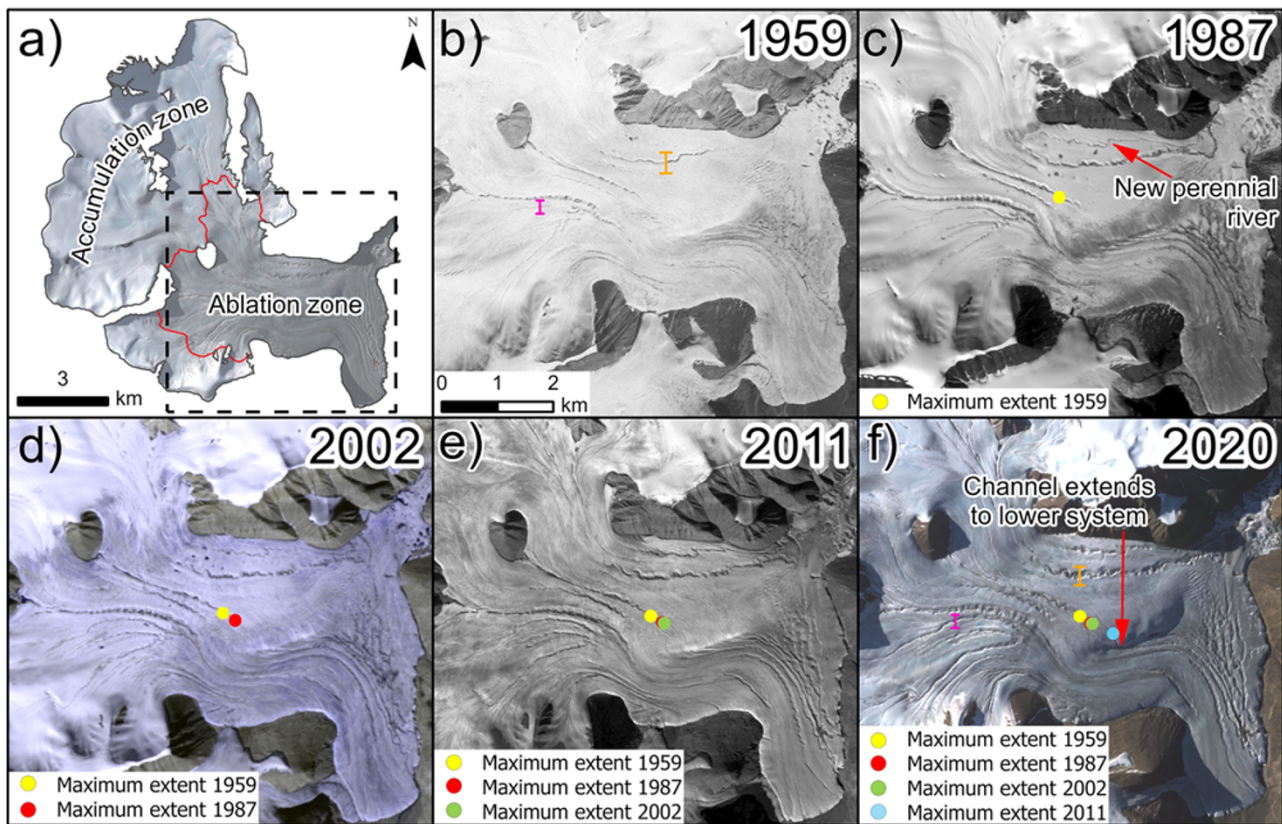 a)
N
Accumulation zone
Ablation zone
3
km
b)
1959
0 1 2
km
c)
1987
New perennial
river
Maximum extent 1959
d)
2002
Maximum extent 1959
Maximum extent 1987
e)
2011
Maximum extent 1959
Maximum extent 1987
Maximum extent 2002
f)
2020
Channel extends
to lower system
Maximum extent 1959
Maximum extent 1987
Maximum extent 2002
Maximum extent 2011